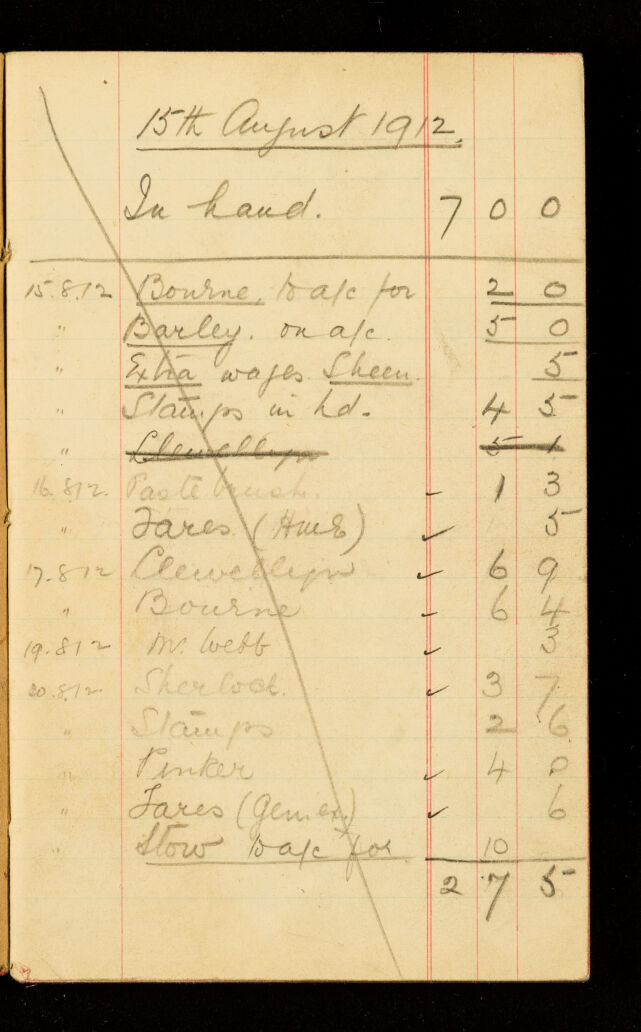 15th August 1912.
In hand. 7 0 0
15.8.12 Bourne, to a/c for 2 0
" Barley. on a/c. 5 0
" Extra wages Sheen. 5
" Stamps in hd. 4 5
" Llewellyn 5 1
16.8.12. Paste brush. 1 3
" Fares (HmE) 5
17.8.12 Llewellyn 6 9
" Bourne 6 4
19.8.12 Mr. Webb 3
20.8.12. Sherlock. 3 7
" Stamps 2 6
" Pinker 4 0
" Fares 6
" Stow to a/c for 10
2 7 5